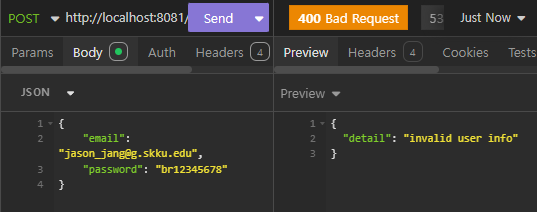 POST http://localhost:8081/ Send 400 Bad Request 53 Just Now
Params Body Auth Headers 4 Preview Headers 4 Cookies Tests
JSON Preview
1 {
2 "email":
"jason_jang@g.skku.edu",
3 "password": "br12345678"
4 }
1 {
2 "detail": "invalid user info"
3 }